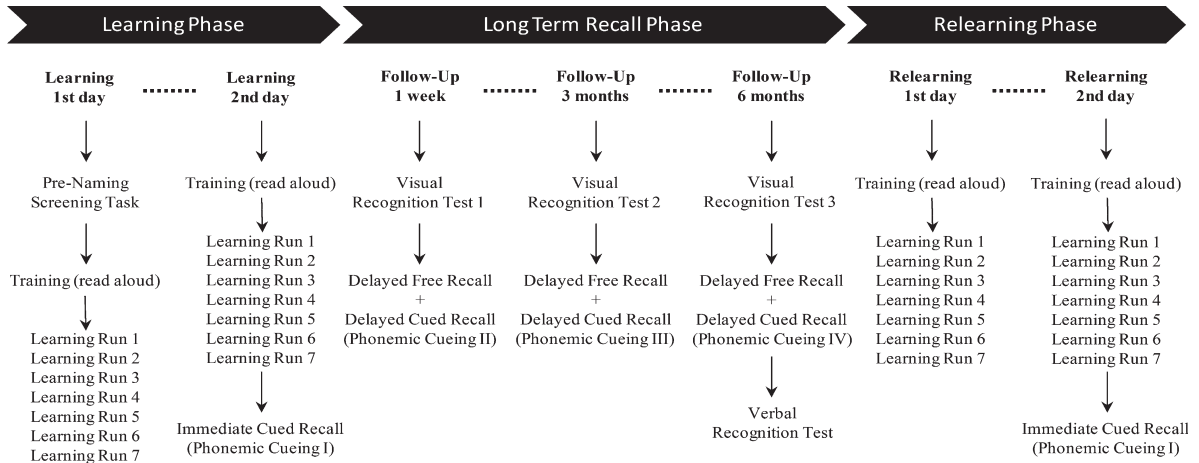 Learning Phase
Long Term Recall Phase
Relearning Phase
Learning
1st day
Pre-Naming
Screening Task
Training (read aloud)
Learning Run 1
Learning Run 2
Learning Run 3
Learning Run 4
Learning Run 5
Learning Run 6
Learning Run 7
Learning
2nd day
Training (read aloud)
Learning Run 1
Learning Run 2
Learning Run 3
Learning Run 4
Learning Run 5
Learning Run 6
Learning Run 7
Immediate Cued Recall
(Phonemic Cueing I)
Follow-Up
1 week
Visual
Recognition Test 1
Delayed Free Recall
+
Delayed Cued Recall
(Phonemic Cueing II)
Follow-Up
3 months
Visual
Recognition Test 2
Delayed Free Recall
+
Delayed Cued Recall
(Phonemic Cueing III)
Follow-Up
6 months
Visual
Recognition Test 3
Delayed Free Recall
+
Delayed Cued Recall
(Phonemic Cueing IV)
Verbal
Recognition Test
Relearning
1st day
Training (read aloud)
Learning Run 1
Learning Run 2
Learning Run 3
Learning Run 4
Learning Run 5
Learning Run 6
Learning Run 7
Relearning
2nd day
Training (read aloud)
Learning Run 1
Learning Run 2
Learning Run 3
Learning Run 4
Learning Run 5
Learning Run 6
Learning Run 7
Immediate Cued Recall
(Phonemic Cueing I)